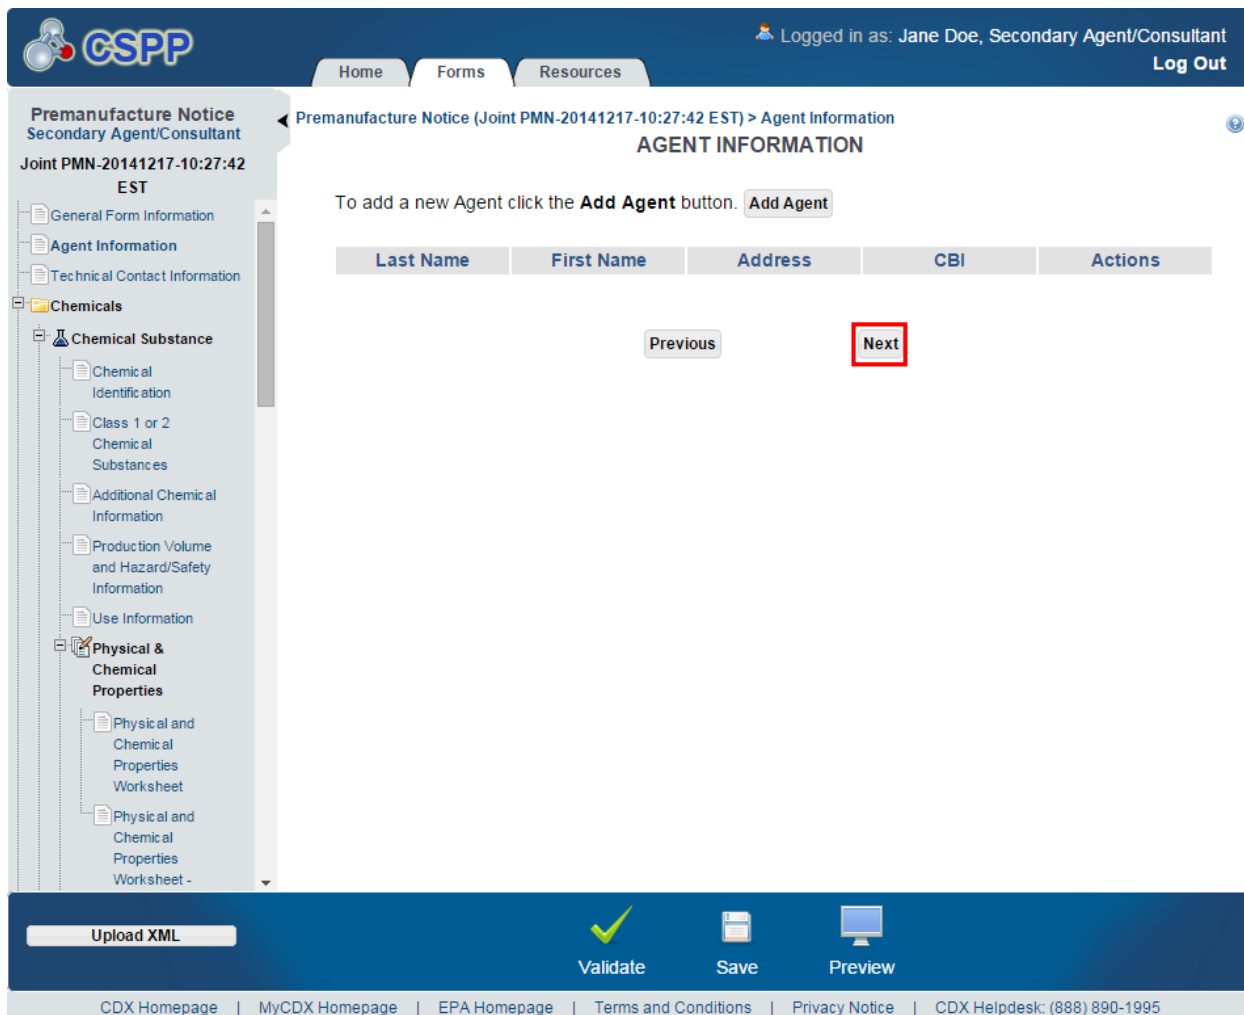 CSPP
Logged in as: Jane Doe, Secondary Agent/Consultant
Log Out
Home
Forms
Resources
Premanufacture Notice
Secondary Agent/Consultant
Joint PMN-20141217-10:27:42
EST
General Form Information
Agent Information
Technical Contact Information
Chemicals
Chemical Substance
Chemical
Identification
Class 1 or 2
Chemical
Substances
Additional Chemical
Information
Production Volume
and Hazard/Safety
Information
Use Information
Physical &
Chemical
Properties
Physical and
Chemical
Properties
Worksheet
Physical and
Chemical
Properties
Worksheet -
Premanufacture Notice (Joint PMN-20141217-10:27:42 EST) > Agent Information
AGENT INFORMATION
To add a new Agent click the Add Agent button. Add Agent
Last Name First Name Address CBI Actions
Previous Next
Upload XML
Validate
Save
Preview
CDX Homepage | MyCDX Homepage | EPA Homepage | Terms and Conditions | Privacy Notice | CDX Helpdesk: (888) 890-1995